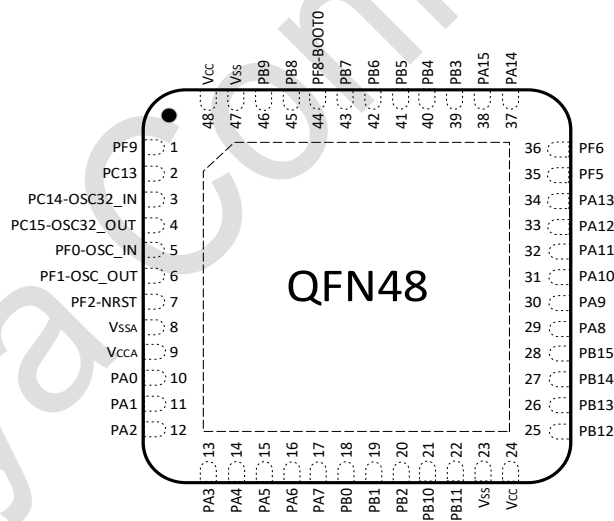 48 VCC
47 VSS
46 PB9
45 PB8
44 PF8-BOOT0
43 PB7
42 PB6
41 PB5
40 PB4
39 PB3
38 PA15
37 PA14
PF9 1
PC13 2
PC14-OSC32_IN 3
PC15-OSC32_OUT 4
PF0-OSC_IN 5
PF1-OSC_OUT 6
PF2-NRST 7
VSSA 8
VCCA 9
PA0 10
PA1 11
PA2 12
QFN48
36 PF6
35 PF5
34 PA13
33 PA12
32 PA11
31 PA10
30 PA9
29 PA8
28 PB15
27 PB14
26 PB13
25 PB12
PA3 13
PA4 14
PA5 15
PA6 16
PA7 17
PB0 18
PB1 19
PB2 20
PB10 21
PB11 22
VSS 23
VCC 24